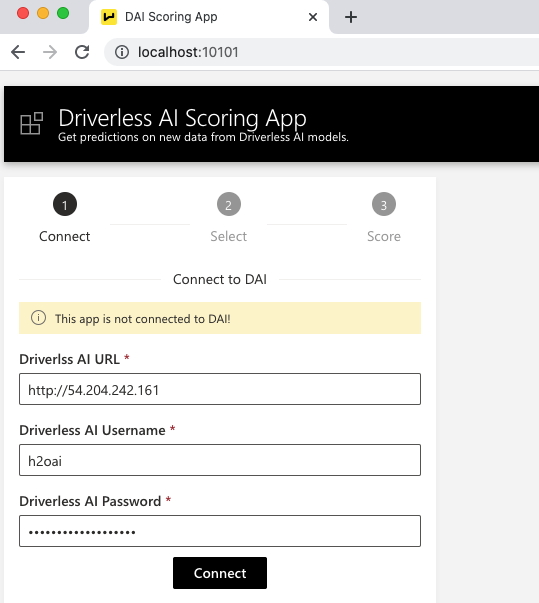 DAI Scoring App
localhost:10101
Driverless AI Scoring App
Get predictions on new data from Driverless AI models.
1
2
3
Connect
Select
Score
Connect to DAI
This app is not connected to DAI!
Driverlss AI URL *
http://54.204.242.161
Driverless AI Username *
h2oai
Driverless AI Password *
•••••••••••••••••••
Connect